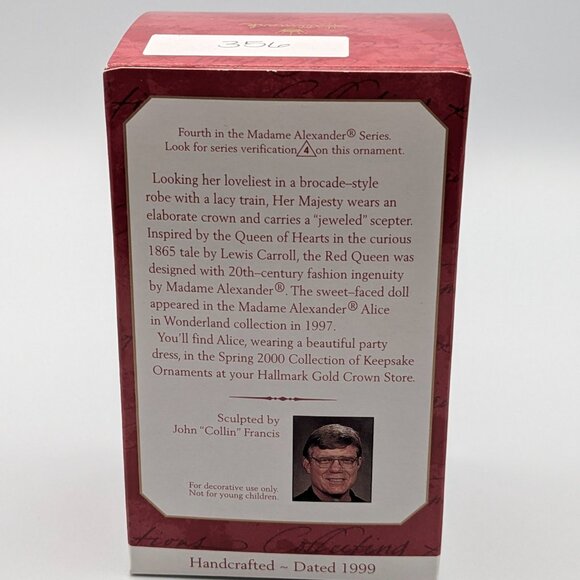 356
Fourth in the Madame Alexander® Series.
Look for series verification 4 on this ornament.
Looking her loveliest in a brocade–style
robe with a lacy train, Her Majesty wears an
elaborate crown and carries a “jeweled” scepter.
Inspired by the Queen of Hearts in the curious
1865 tale by Lewis Carroll, the Red Queen was
designed with 20th–century fashion ingenuity
by Madame Alexander®. The sweet–faced doll
appeared in the Madame Alexander® Alice
in Wonderland collection in 1997.
You'll find Alice, wearing a beautiful party
dress, in the Spring 2000 Collection of Keepsake
Ornaments at your Hallmark Gold Crown Store.
Sculpted by
John “Collin” Francis
For decorative use only.
Not for young children.
Handcrafted ~ Dated 1999